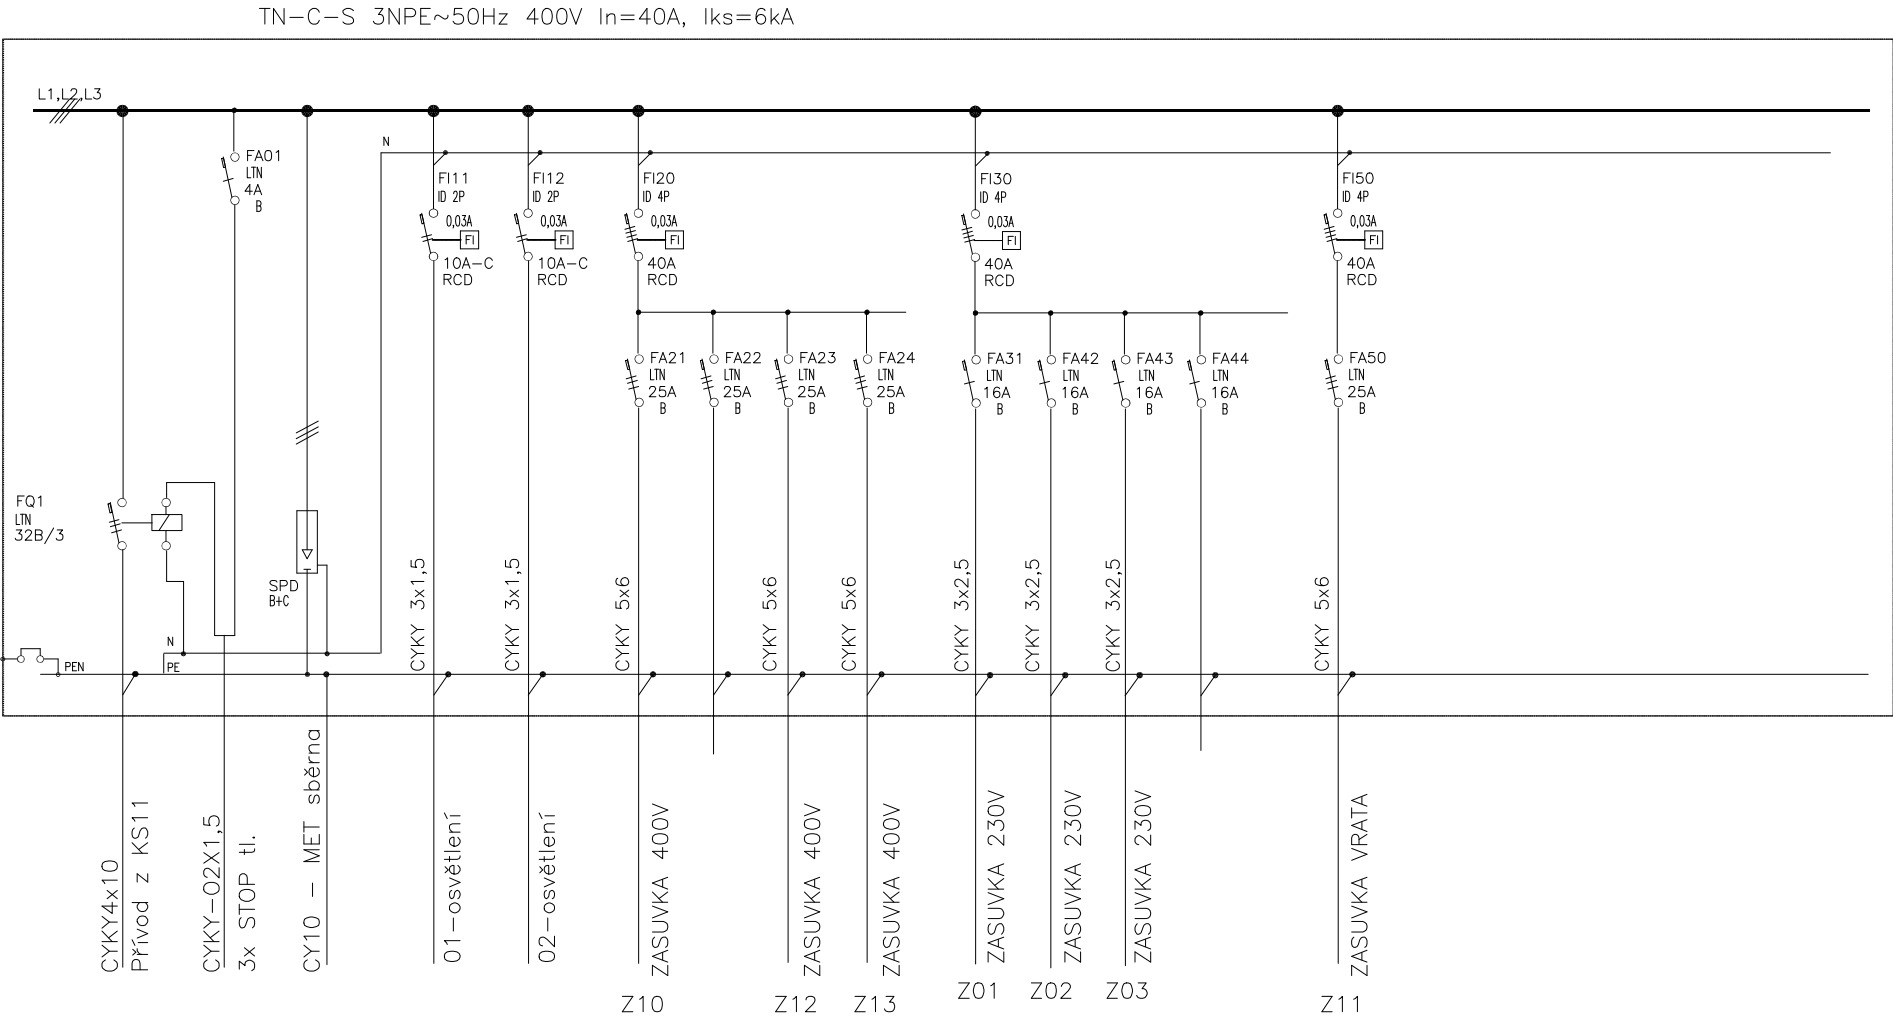 TN-C-S 3NPE~50Hz 400V In=40A, Iks=6kA
L1,L2,L3
N
FA01
LTN
4A
B
FI11
ID 2P
0,03A
FI
10A-C
RCD
FI12
ID 2P
0,03A
FI
10A-C
RCD
FI20
ID 4P
0,03A
FI
40A
RCD
FI30
ID 4P
0,03A
FI
40A
RCD
FI50
ID 4P
0,03A
FI
40A
RCD
FA21
LTN
25A
B
FA22
LTN
25A
B
FA23
LTN
25A
B
FA24
LTN
25A
B
FA31
LTN
16A
B
FA42
LTN
16A
B
FA43
LTN
16A
B
FA44
LTN
16A
B
FA50
LTN
25A
B
FQ1
LTN
32B/3
SPD
B+C
N
PEN
PE
CYKY 3x1,5
CYKY 3x1,5
CYKY 5x6
CYKY 5x6
CYKY 5x6
CYKY 3x2,5
CYKY 3x2,5
CYKY 3x2,5
CYKY 5x6
CYKY4x10
Přívod z KS11
CYKY-O2X1,5
3x STOP tl.
CY10 - MET sběrna
01-osvětlení
02-osvětlení
ZASUVKA 400V
ZASUVKA 400V
ZASUVKA 400V
ZASUVKA 230V
ZASUVKA 230V
ZASUVKA 230V
ZASUVKA VRATA
Z10
Z12
Z13
Z01
Z02
Z03
Z11